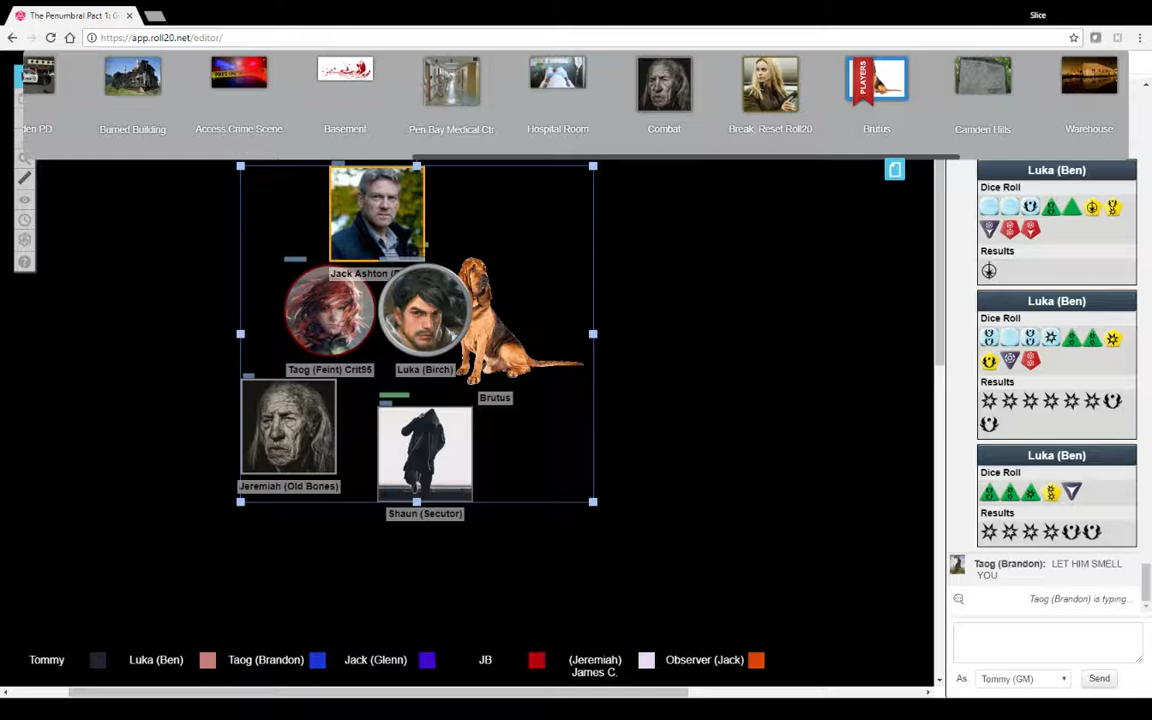 The Penumbral Pact 1: G
Slice
https://app.roll20.net/editor/
den PD
Burned Building
Access Crime Scene
Basement
Pen Bay Medical Ctr
Hospital Room
Combat
Break, Reset Roll20
PLAYERS
Brutus
Camden Hills
Warehouse
Jack Ashton (
Taog (Feint) Crit95
Luka (Birch)
Brutus
Jeremiah (Old Bones)
Shaun (Secutor)
Luka (Ben)
Dice Roll
Results
Luka (Ben)
Dice Roll
Results
Luka (Ben)
Dice Roll
Results
Taog (Brandon): LET HIM SMELL
YOU
Taog (Brandon) is typing...
As
Tommy (GM)
Send
Tommy
Luka (Ben)
Taog (Brandon)
Jack (Glenn)
JB
(Jeremiah)
James C.
Observer (Jack)